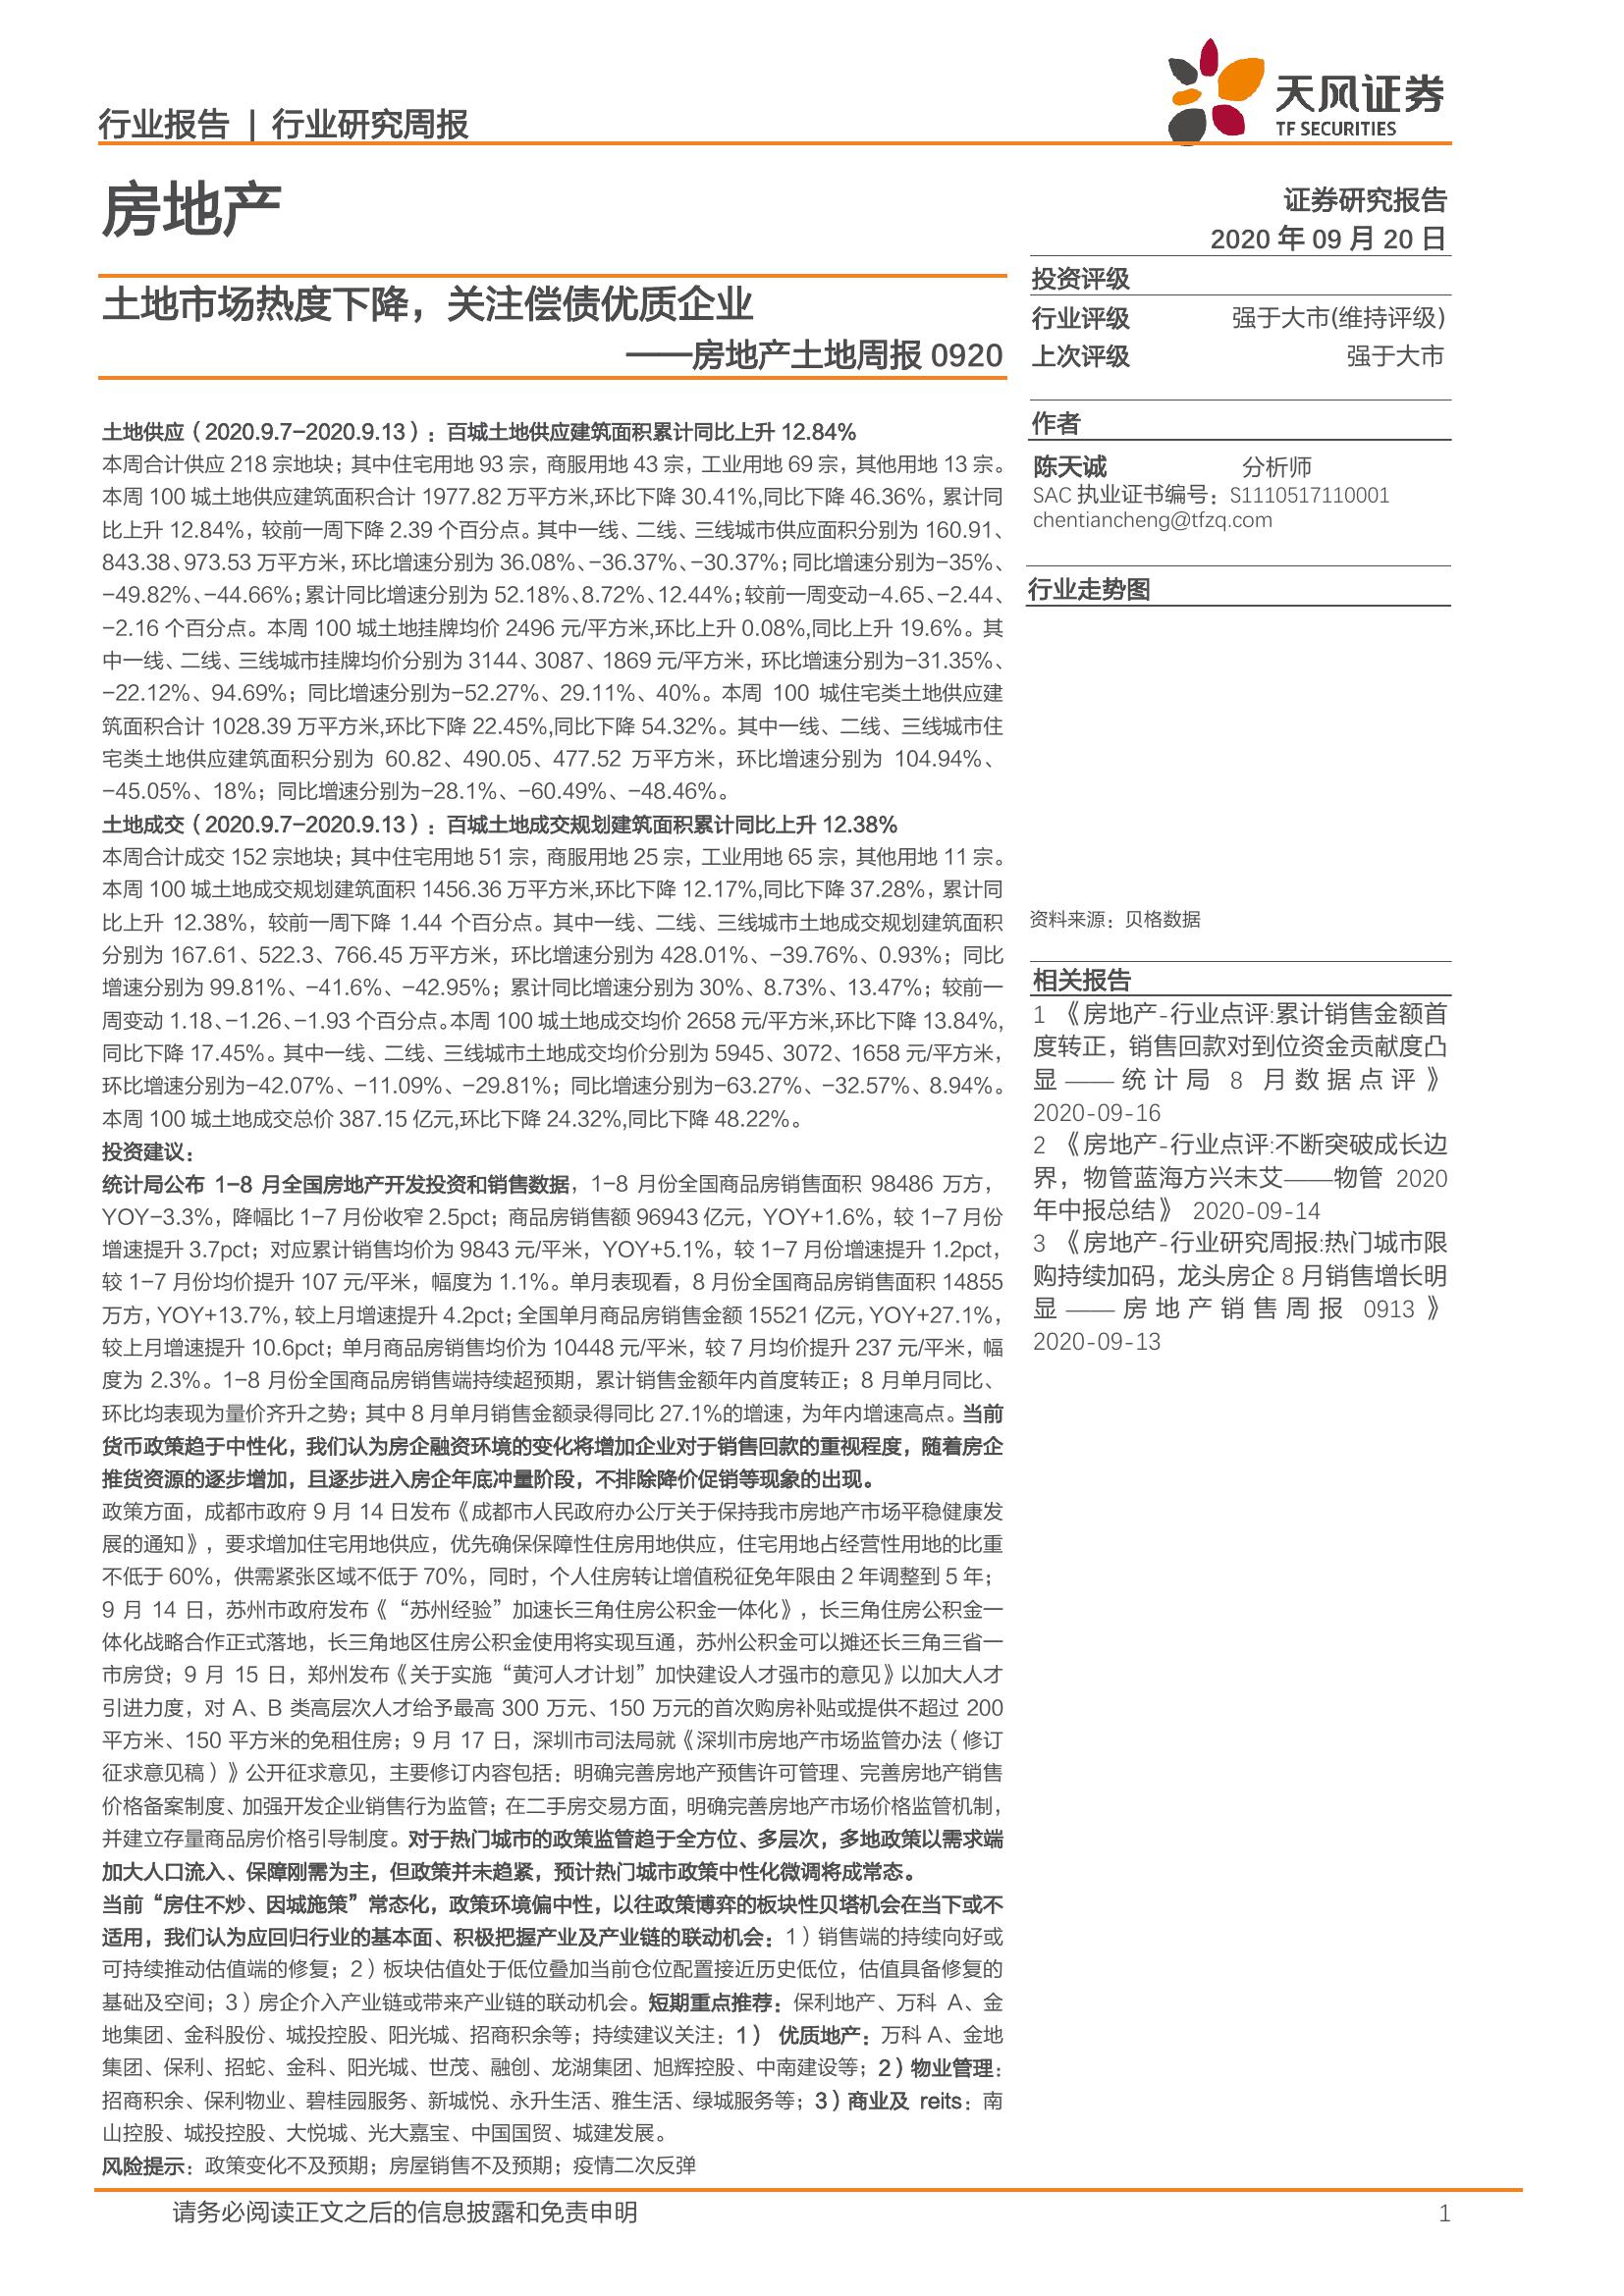 天风证券
TF SECURITIES
行业报告 | 行业研究周报
房地产
证券研究报告
2020 年 09 月 20 日
土地市场热度下降，关注偿债优质企业
——房地产土地周报 0920
土地供应（2020.9.7-2020.9.13）：百城土地供应建筑面积累计同比上升 12.84%
本周合计供应 218 宗地块；其中住宅用地 93 宗，商服用地 43 宗，工业用地 69 宗，其他用地 13 宗。
本周 100 城土地供应建筑面积合计 1977.82 万平方米,环比下降 30.41%,同比下降 46.36%，累计同
比上升 12.84%，较前一周下降 2.39 个百分点。其中一线、二线、三线城市供应面积分别为 160.91、
843.38、973.53 万平方米，环比增速分别为 36.08%、-36.37%、-30.37%；同比增速分别为-35%、
-49.82%、-44.66%；累计同比增速分别为 52.18%、8.72%、12.44%；较前一周变动-4.65、-2.44、
-2.16 个百分点。本周 100 城土地挂牌均价 2496 元/平方米,环比上升 0.08%,同比上升 19.6%。其
中一线、二线、三线城市挂牌均价分别为 3144、3087、1869 元/平方米，环比增速分别为-31.35%、
-22.12%、94.69%；同比增速分别为-52.27%、29.11%、40%。本周 100 城住宅类土地供应建
筑面积合计 1028.39 万平方米,环比下降 22.45%,同比下降 54.32%。其中一线、二线、三线城市住
宅类土地供应建筑面积分别为 60.82、490.05、477.52 万平方米，环比增速分别为 104.94%、
-45.05%、18%；同比增速分别为-28.1%、-60.49%、-48.46%。
土地成交（2020.9.7-2020.9.13）：百城土地成交规划建筑面积累计同比上升 12.38%
本周合计成交 152 宗地块；其中住宅用地 51 宗，商服用地 25 宗，工业用地 65 宗，其他用地 11 宗。
本周 100 城土地成交规划建筑面积 1456.36 万平方米,环比下降 12.17%,同比下降 37.28%，累计同
比上升 12.38%，较前一周下降 1.44 个百分点。其中一线、二线、三线城市土地成交规划建筑面积
分别为 167.61、522.3、766.45 万平方米，环比增速分别为 428.01%、-39.76%、0.93%；同比
增速分别为 99.81%、-41.6%、-42.95%；累计同比增速分别为 30%、8.73%、13.47%；较前一
周变动 1.18、-1.26、-1.93 个百分点。本周 100 城土地成交均价 2658 元/平方米,环比下降 13.84%,
同比下降 17.45%。其中一线、二线、三线城市土地成交均价分别为 5945、3072、1658 元/平方米，
环比增速分别为-42.07%、-11.09%、-29.81%；同比增速分别为-63.27%、-32.57%、8.94%。
本周 100 城土地成交总价 387.15 亿元,环比下降 24.32%,同比下降 48.22%。
投资建议：
统计局公布 1-8 月全国房地产开发投资和销售数据，1-8 月份全国商品房销售面积 98486 万方，
YOY-3.3%，降幅比 1-7 月份收窄 2.5pct；商品房销售额 96943 亿元，YOY+1.6%，较 1-7 月份
增速提升 3.7pct；对应累计销售均价为 9843 元/平米，YOY+5.1%，较 1-7 月份增速提升 1.2pct，
较 1-7 月份均价提升 107 元/平米，幅度为 1.1%。单月表现看，8 月份全国商品房销售面积 14855
万方，YOY+13.7%，较上月增速提升 4.2pct；全国单月商品房销售金额 15521 亿元，YOY+27.1%，
较上月增速提升 10.6pct；单月商品房销售均价为 10448 元/平米，较 7 月均价提升 237 元/平米，幅
度为 2.3%。1-8 月份全国商品房销售端持续超预期，累计销售金额年内首度转正；8 月单月同比、
环比均表现为量价齐升之势；其中 8 月单月销售金额录得同比 27.1%的增速，为年内增速高点。当前
货币政策趋于中性化，我们认为房企融资环境的变化将增加企业对于销售回款的重视程度，随着房企
推货资源的逐步增加，且逐步进入房企年底冲量阶段，不排除降价促销等现象的出现。
政策方面，成都市政府 9 月 14 日发布《成都市人民政府办公厅关于保持我市房地产市场平稳健康发
展的通知》，要求增加住宅用地供应，优先确保保障性住房用地供应，住宅用地占经营性用地的比重
不低于 60%，供需紧张区域不低于 70%，同时，个人住房转让增值税征免年限由 2 年调整到 5 年；
9 月 14 日，苏州市政府发布《“苏州经验”加速长三角住房公积金一体化》，长三角住房公积金一
体化战略合作正式落地，长三角地区住房公积金使用将实现互通，苏州公积金可以摊还长三角三省一
市房贷；9 月 15 日，郑州发布《关于实施“黄河人才计划”加快建设人才强市的意见》以加大人才
引进力度，对 A、B 类高层次人才给予最高 300 万元、150 万元的首次购房补贴或提供不超过 200
平方米、150 平方米的免租住房；9 月 17 日，深圳市司法局就《深圳市房地产市场监管办法（修订
征求意见稿）》公开征求意见，主要修订内容包括：明确完善房地产预售许可管理、完善房地产销售
价格备案制度、加强开发企业销售行为监管；在二手房交易方面，明确完善房地产市场价格监管机制，
并建立存量商品房价格引导制度。对于热门城市的政策监管趋于全方位、多层次，多地政策以需求端
加大人口流入、保障刚需为主，但政策并未趋紧，预计热门城市政策中性化微调将成常态。
当前“房住不炒、因城施策”常态化，政策环境偏中性，以往政策博弈的板块性贝塔机会在当下或不
适用，我们认为应回归行业的基本面、积极把握产业及产业链的联动机会：1）销售端的持续向好或
可持续推动估值端的修复；2）板块估值处于低位叠加当前仓位配置接近历史低位，估值具备修复的
基础及空间；3）房企介入产业链或带来产业链的联动机会。短期重点推荐：保利地产、万科 A、金
地集团、金科股份、城投控股、阳光城、招商积余等；持续建议关注：1） 优质地产：万科 A、金地
集团、保利、招蛇、金科、阳光城、世茂、融创、龙湖集团、旭辉控股、中南建设等；2）物业管理：
招商积余、保利物业、碧桂园服务、新城悦、永升生活、雅生活、绿城服务等；3）商业及 reits：南
山控股、城投控股、大悦城、光大嘉宝、中国国贸、城建发展。
风险提示：政策变化不及预期；房屋销售不及预期；疫情二次反弹
投资评级
行业评级 强于大市(维持评级)
上次评级 强于大市
作者
陈天诚 分析师
SAC 执业证书编号：S1110517110001
chentiancheng@tfzq.com
行业走势图
资料来源：贝格数据
相关报告
1 《房地产-行业点评:累计销售金额首
度转正，销售回款对到位资金贡献度凸
显——统计局 8 月数据点评》
2020-09-16
2 《房地产-行业点评:不断突破成长边
界，物管蓝海方兴未艾——物管 2020
年中报总结》 2020-09-14
3 《房地产-行业研究周报:热门城市限
购持续加码，龙头房企 8 月销售增长明
显——房地产销售周报 0913》
2020-09-13
请务必阅读正文之后的信息披露和免责申明
1